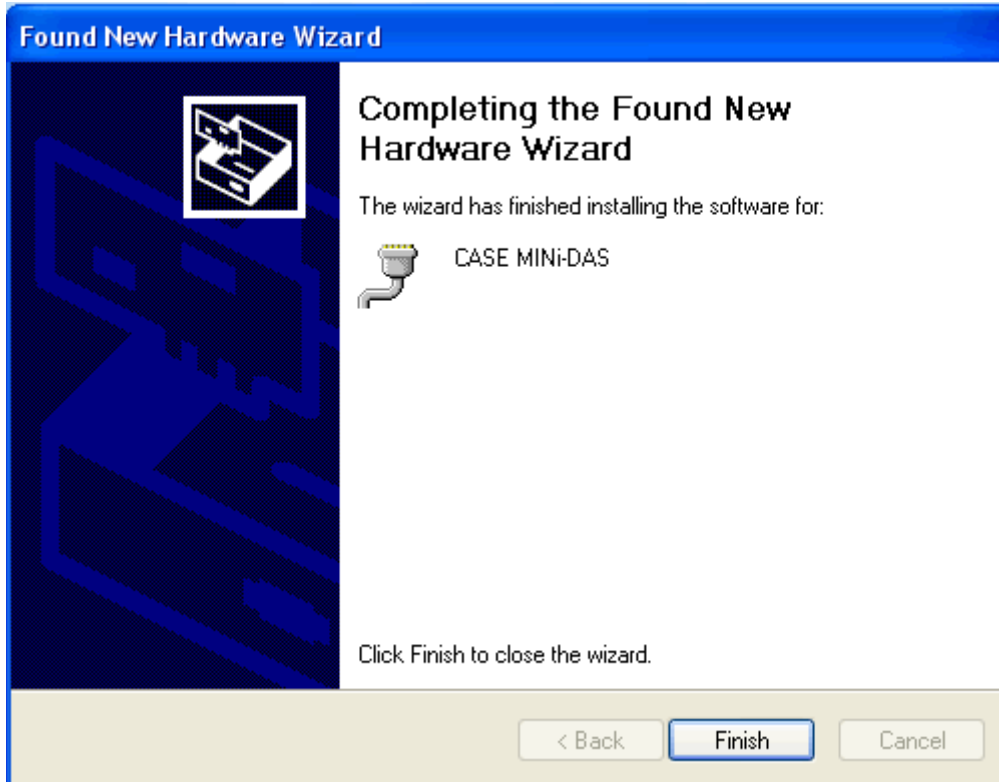 Found New Hardware Wizard
Completing the Found New
Hardware Wizard
The wizard has finished installing the software for:
CASE MINi-DAS
Click Finish to close the wizard.
< Back
Finish
Cancel